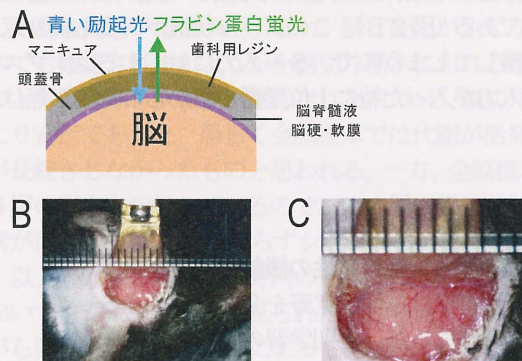 A 青い励起光 フラビン蛋白蛍光
マニキュア
歯科用レジン
頭蓋骨
脳
脳脊髄液
脳硬・軟膜
B
C